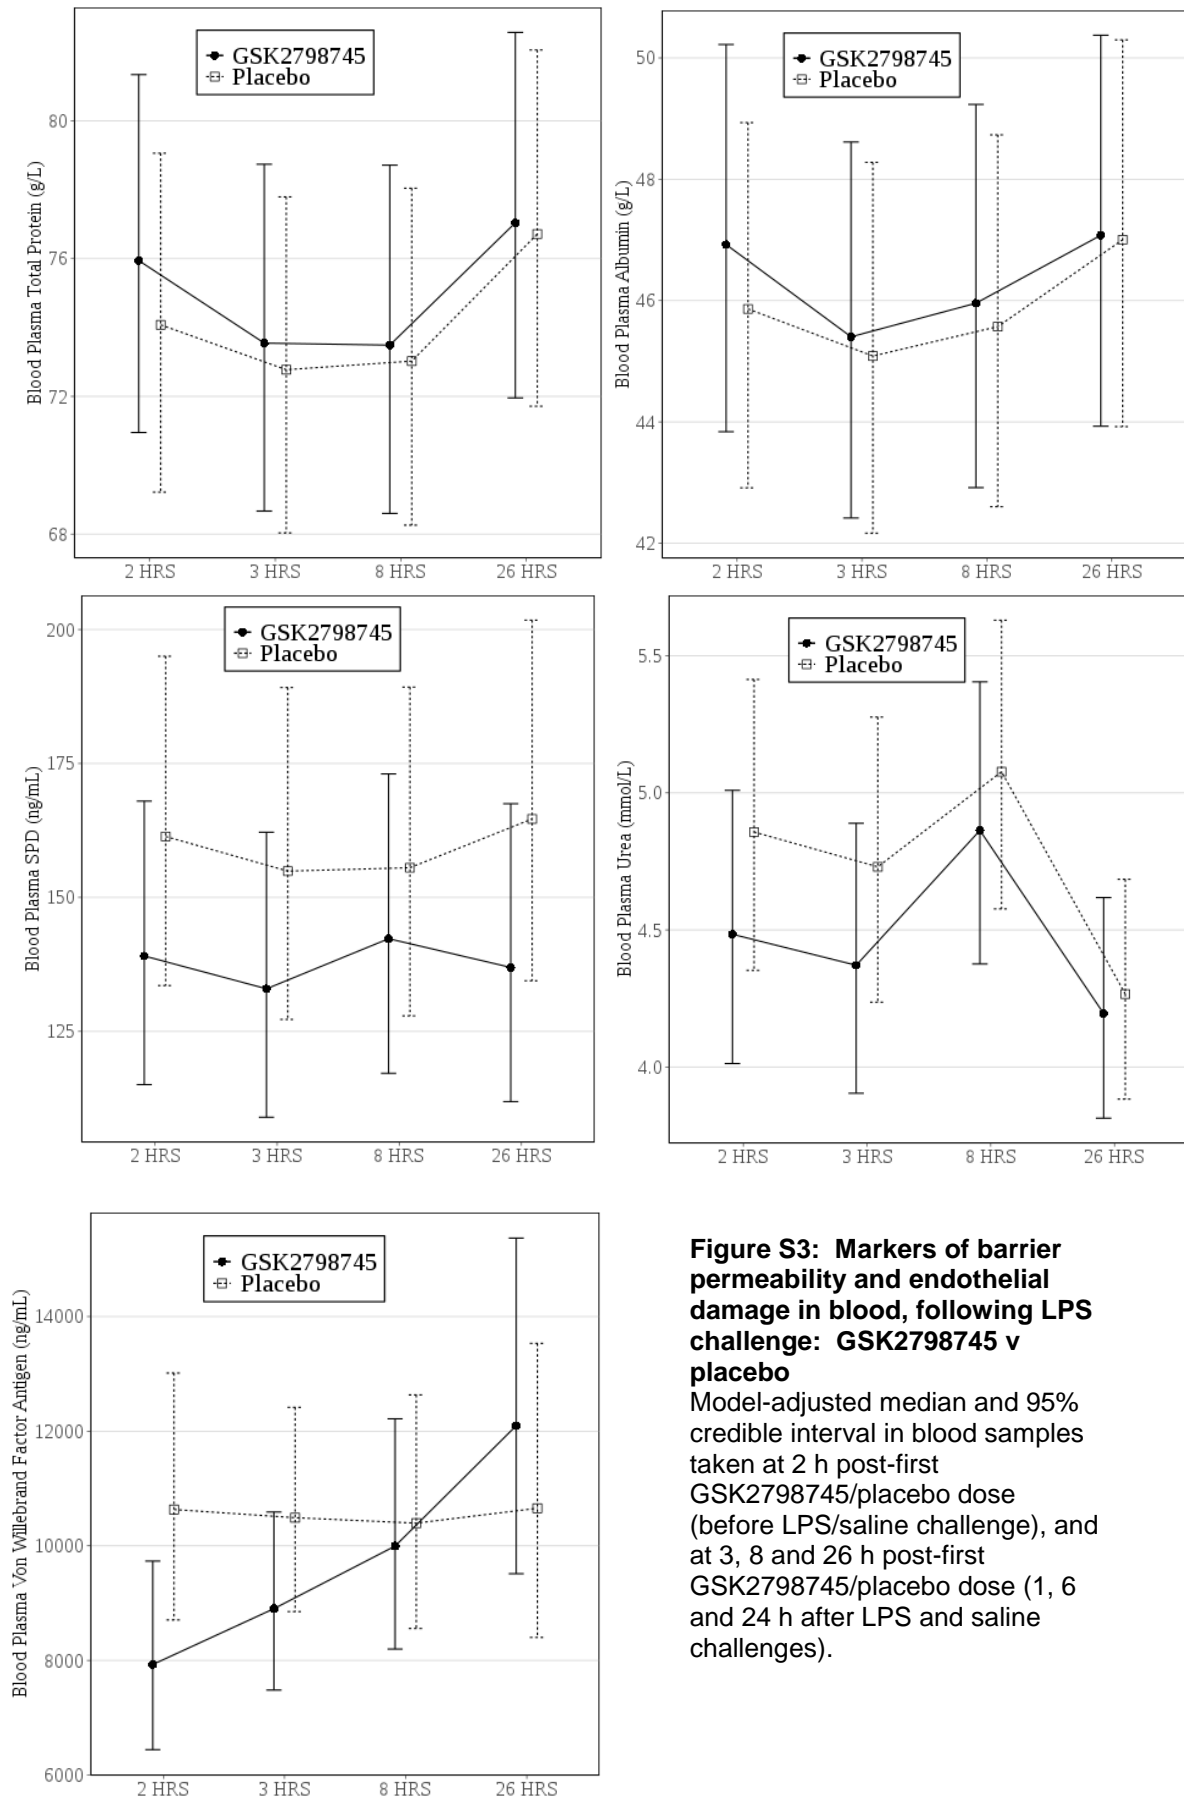 GSK2798745
Placebo
Blood Plasma Total Protein (g/L)
80
76
72
68
2 HRS 3 HRS 8 HRS 26 HRS
GSK2798745
Placebo
Blood Plasma Albumin (g/L)
50
48
46
44
42
2 HRS 3 HRS 8 HRS 26 HRS
GSK2798745
Placebo
Blood Plasma SPD (ng/mL)
200
175
150
125
2 HRS 3 HRS 8 HRS 26 HRS
GSK2798745
Placebo
Blood Plasma Urea (mmol/L)
5.5
5.0
4.5
4.0
2 HRS 3 HRS 8 HRS 26 HRS
GSK2798745
Placebo
Blood Plasma Von Willebrand Factor Antigen (ng/mL)
14000
12000
10000
8000
6000
2 HRS 3 HRS 8 HRS 26 HRS
Figure S3: Markers of barrier
permeability and endothelial
damage in blood, following LPS
challenge: GSK2798745 v
placebo
Model-adjusted median and 95%
credible interval in blood samples
taken at 2 h post-first
GSK2798745/placebo dose
(before LPS/saline challenge), and
at 3, 8 and 26 h post-first
GSK2798745/placebo dose (1, 6
and 24 h after LPS and saline
challenges).